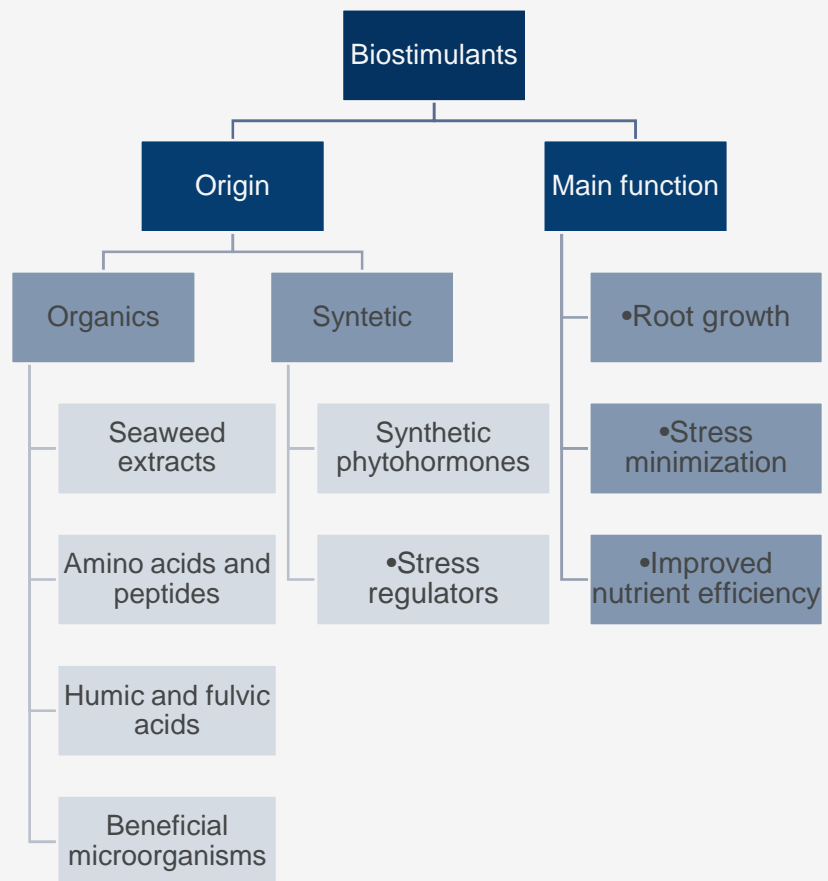 Biostimulants
Origin
Main function
Organics
Syntetic
•Root growth
Seaweed
extracts
Synthetic
phytohormones
•Stress
minimization
Amino acids and
peptides
•Stress
regulators
•Improved
nutrient efficiency
Humic and fulvic
acids
Beneficial
microorganisms